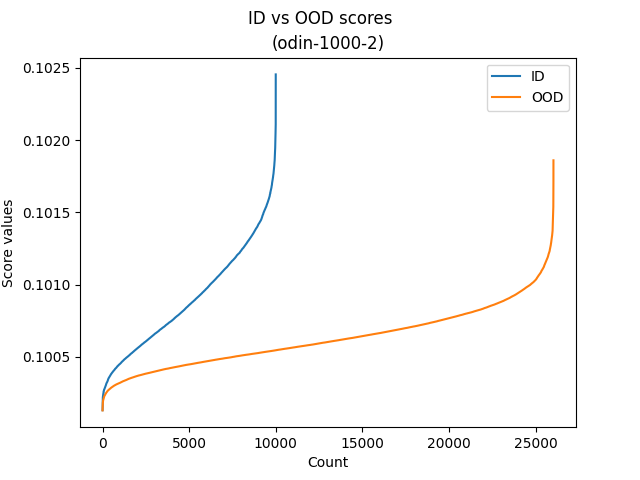 ID vs OOD scores
(odin-1000-2)
ID
OOD
0.1025
0.1020
0.1015
0.1010
0.1005
Score values
0
5000
10000
15000
20000
25000
Count